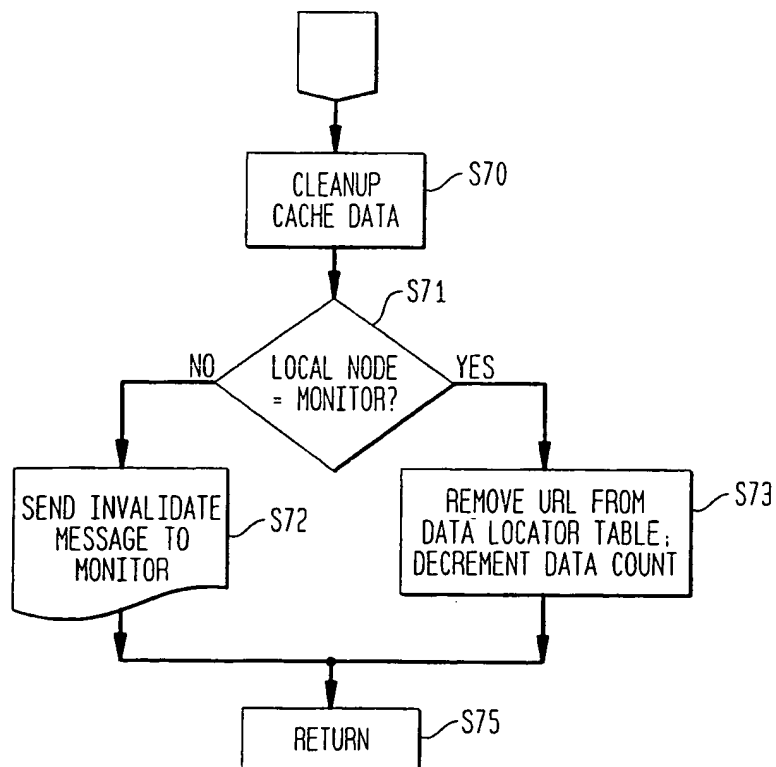 CLEANUP
CACHE DATA
S70
S71
LOCAL NODE
= MONITOR?
NO
YES
SEND INVALIDATE
MESSAGE TO
MONITOR
S72
REMOVE URL FROM
DATA LOCATOR TABLE;
DECREMENT DATA COUNT
S73
RETURN
S75